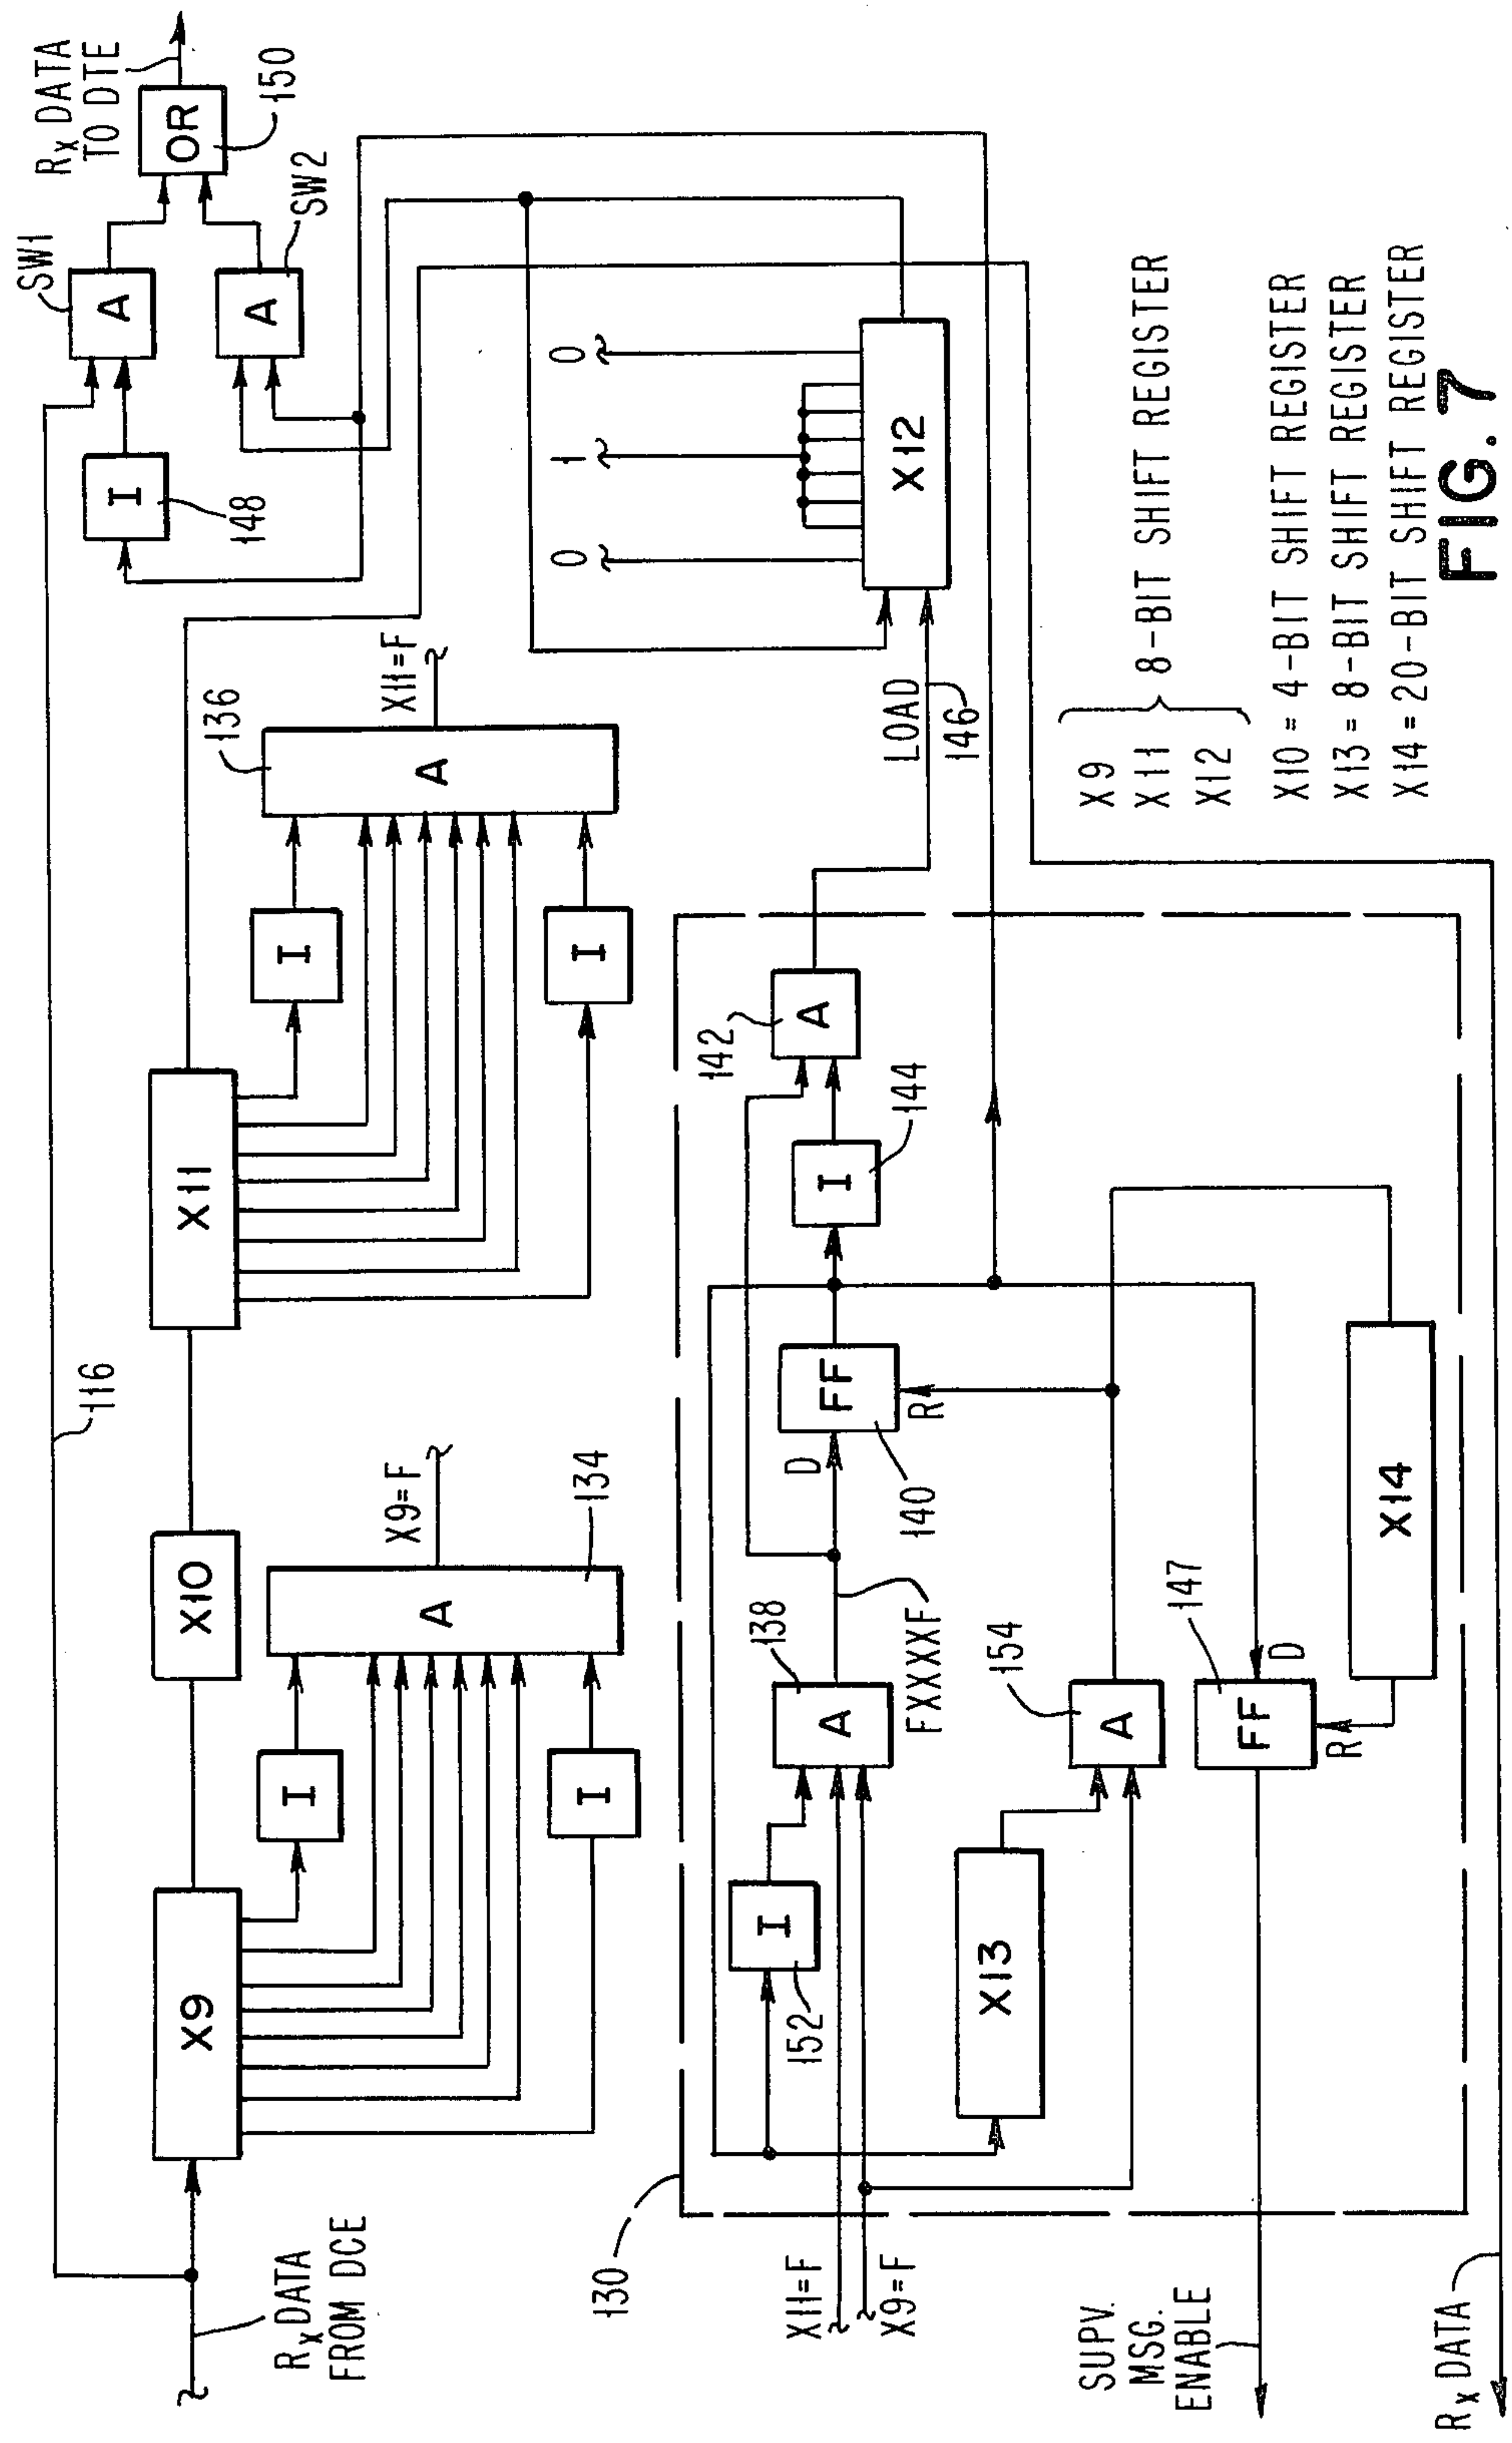 RX DATA
FROM DCE
116
X9
X10
X11
I
I
A
X9=F
134
I
I
A
136
X11=F
I
148
SW1
A
A
SW2
OR
150
RX DATA
TO DTE
0
1
0
X12
LOAD
146
130
X11=F
X9=F
I
152
A
138
FXXXXF
D
FF
R
140
I
144
A
142
X13
A
154
FF
D
R
147
X14
SUPV.
MSG.
ENABLE
RX DATA
X9
X11
X12
8-BIT SHIFT REGISTER
X10 = 4-BIT SHIFT REGISTER
X13 = 8-BIT SHIFT REGISTER
X14 = 20-BIT SHIFT REGISTER
FIG. 7